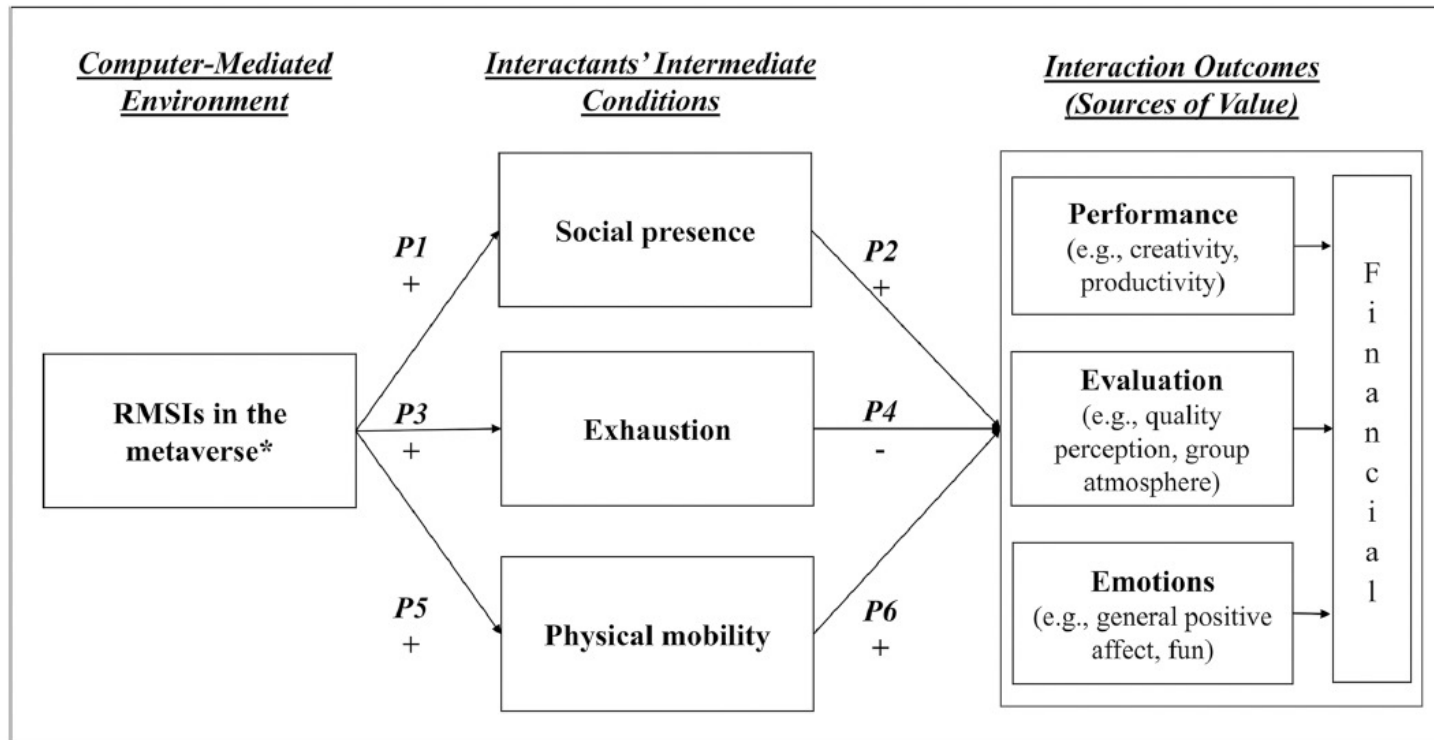 Computer-Mediated
Environment
Interactants' Intermediate
Conditions
Interaction Outcomes
(Sources of Value)
RMSIs in the
metaverse*
P1
+
P3
+
P5
+
Social presence
Exhaustion
Physical mobility
P2
+
P4
-
P6
+
Performance
(e.g., creativity,
productivity)
Evaluation
(e.g., quality
perception, group
atmosphere)
Emotions
(e.g., general positive
affect, fun)
F
i
n
a
n
c
i
a
l